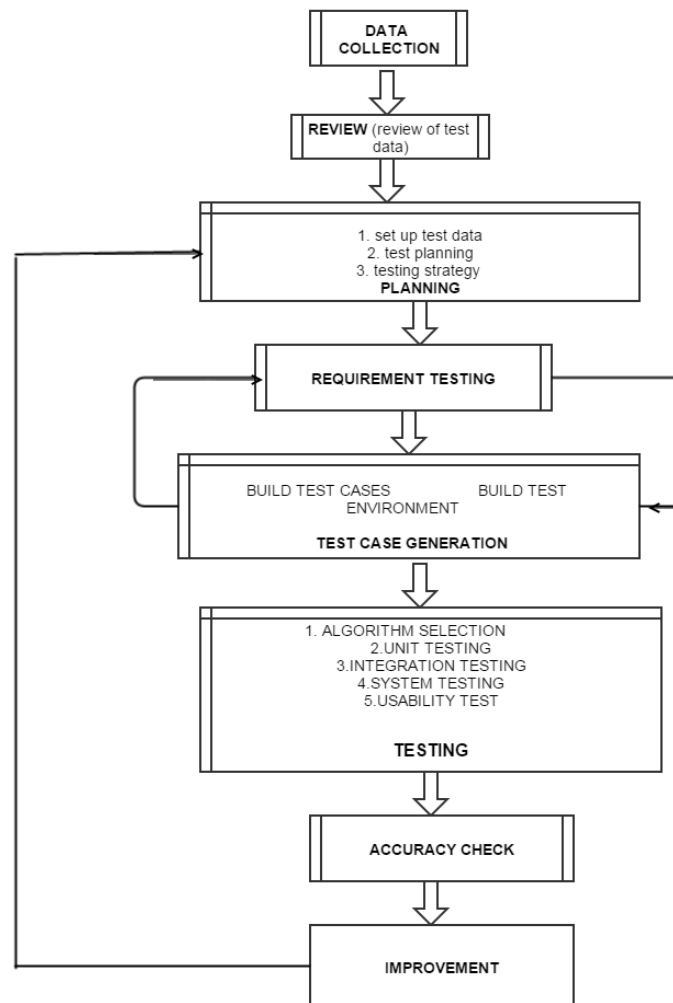 DATA
COLLECTION
REVIEW (review of test
data)
1. set up test data
2. test planning
3. testing strategy
PLANNING
REQUIREMENT TESTING
BUILD TEST CASES BUILD TEST
ENVIRONMENT
TEST CASE GENERATION
1. ALGORITHM SELECTION
2.UNIT TESTING
3.INTEGRATION TESTING
4.SYSTEM TESTING
5.USABILITY TEST
TESTING
ACCURACY CHECK
IMPROVEMENT